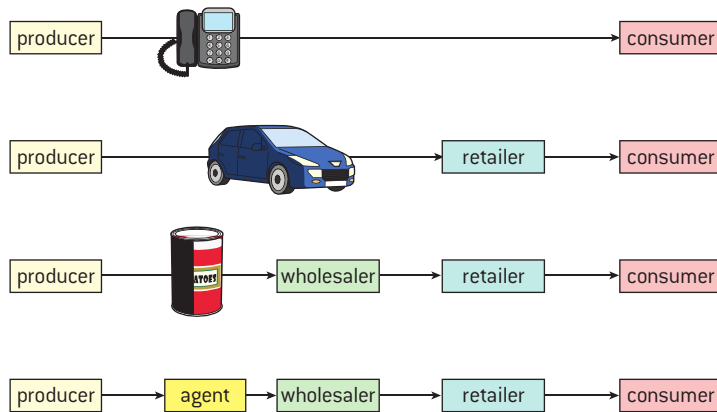 producer consumer
producer retailer consumer
ATOES
producer wholesaler retailer consumer
producer agent wholesaler retailer consumer